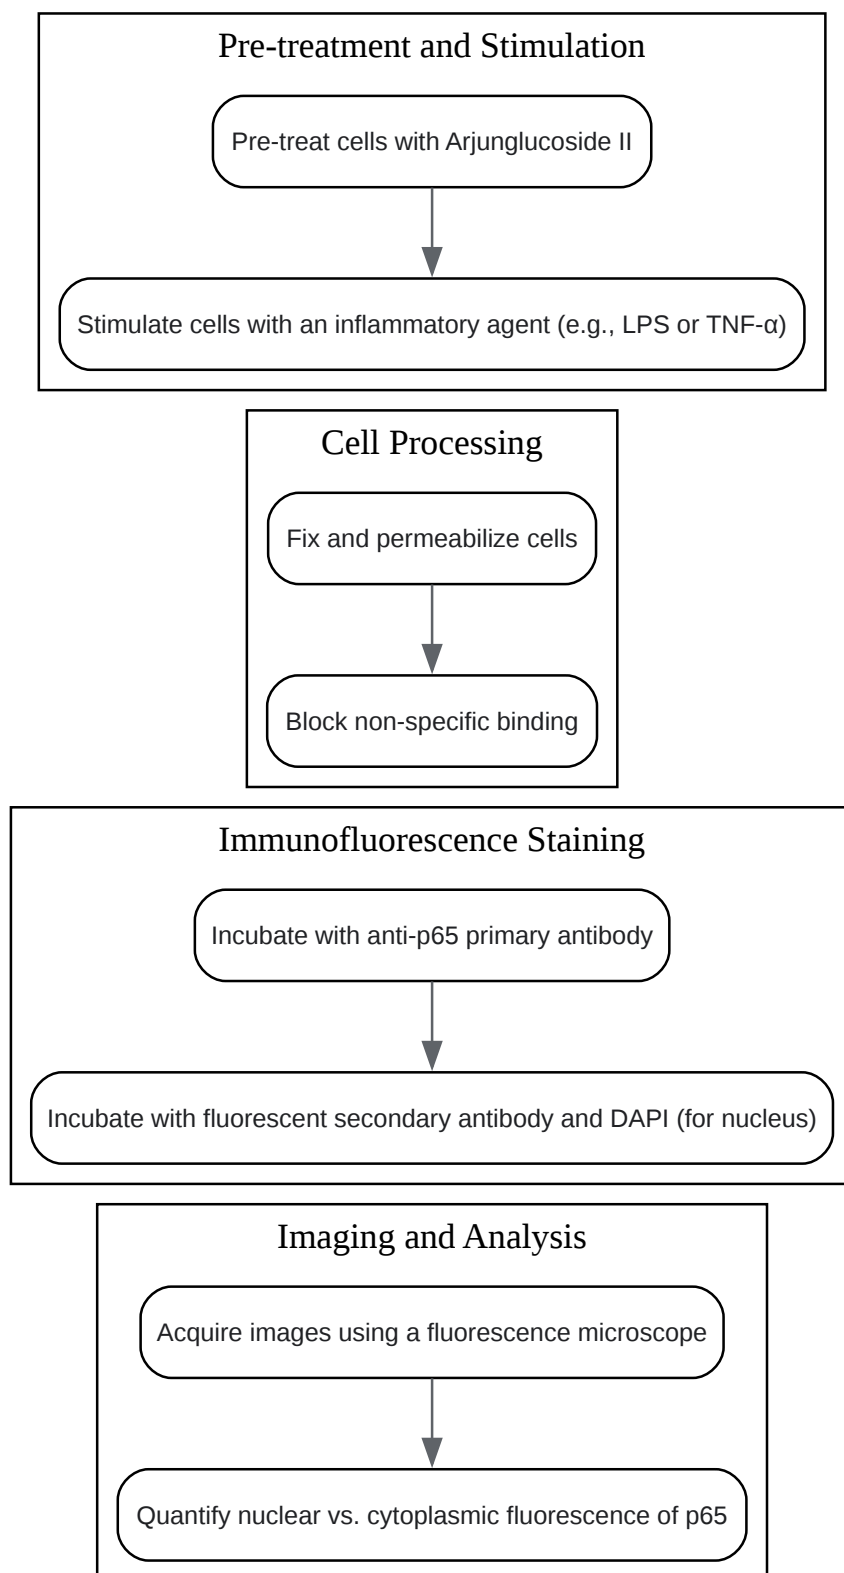 Pre-treatment and Stimulation
Pre-treat cells with Arjunglucoside II
Stimulate cells with an inflammatory agent (e.g., LPS or TNF-α)
Cell Processing
Fix and permeabilize cells
Block non-specific binding
Immunofluorescence Staining
Incubate with anti-p65 primary antibody
Incubate with fluorescent secondary antibody and DAPI (for nucleus)
Imaging and Analysis
Acquire images using a fluorescence microscope
Quantify nuclear vs. cytoplasmic fluorescence of p65